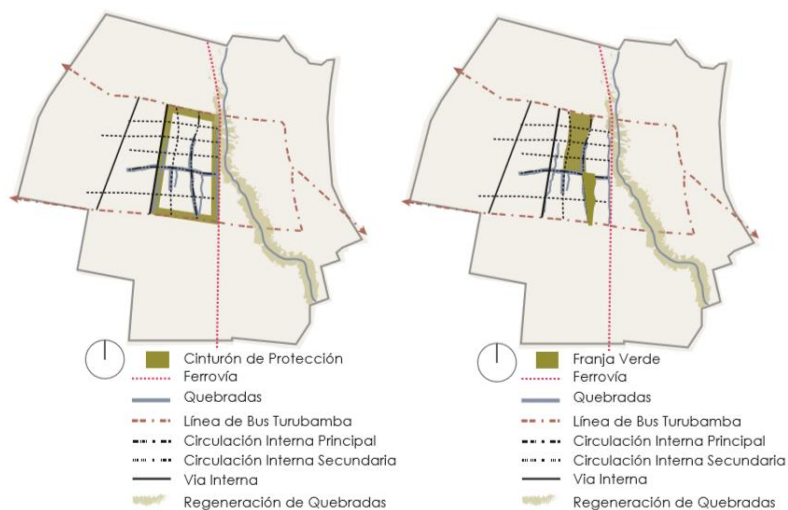 Cinturón de Protección
Ferrovía
Quebradas
Línea de Bus Turubamba
Circulación Interna Principal
Circulación Interna Secundaria
Via Interna
Regeneración de Quebradas
Franja Verde
Ferrovía
Quebradas
Línea de Bus Turubamba
Circulación Interna Principal
Circulación Interna Secundaria
Via Interna
Regeneración de Quebradas